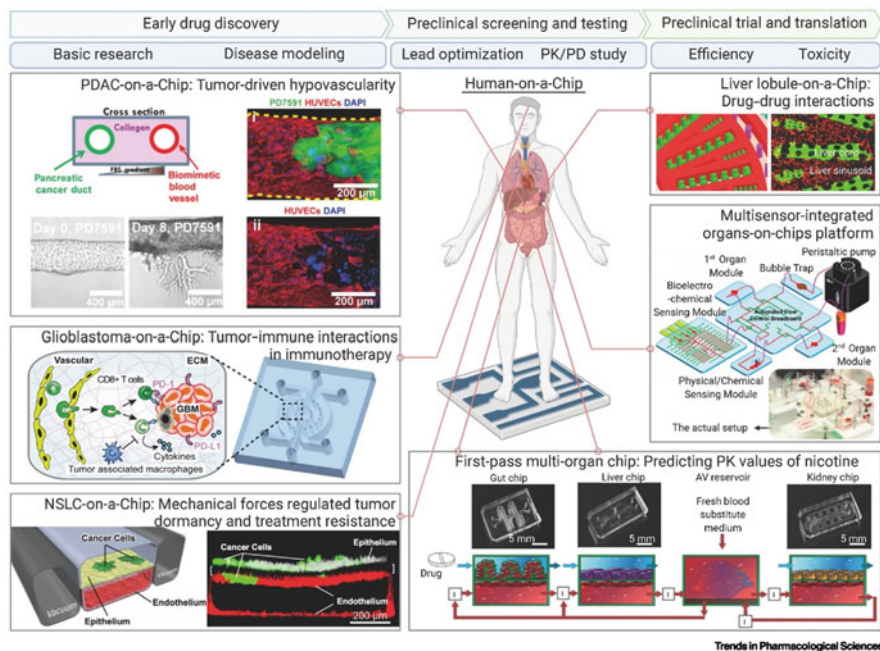 Early drug discovery
Preclinical screening and testing
Preclinical trial and translation
Basic research
Disease modeling
Lead optimization
PK/PD study
Efficiency
Toxicity
PDAC-on-a-Chip: Tumor-driven hypovascularity
Cross section
Collagen
Pancreatic
cancer duct
FBS gradient
Biomimetic
blood
vessel
Day 0, PD7591
400 μm
Day 8, PD7591
400 μm
PD7591 HUVECs DAPI
i
200 μm
HUVECs DAPI
ii
200 μm
Glioblastoma-on-a-Chip: Tumor–immune interactions
in immunotherapy
Vascular
ECM
CD8+ T cells
PD-1
GBM
PD-L1
Cytokines
Tumor associated macrophages
NSLC-on-a-Chip: Mechanical forces regulated tumor
dormancy and treatment resistance
Cancer Cells
Vacuum
Vacuum
Endothelium
Epithelium
Cancer Cells
Epithelium
Endothelium
200 μm
Human-on-a-Chip
Liver lobule-on-a-Chip:
Drug-drug interactions
Liver cord
Liver sinusoid
Multisensor-integrated
organs-on-chips platform
1st Organ
Module
Peristaltic pump
Bubble Trap
Bioelectro
-chemical
Sensing Module
Automated Flow
Control Breadboard
2nd Organ
Module
Physical/Chemical
Sensing Module
The actual setup
First-pass multi-organ chip: Predicting PK values of nicotine
Gut chip
Liver chip
AV reservoir
Kidney chip
5 mm
5 mm
Fresh blood
substitute
medium
5 mm
Drug
I
I
I
I
I
Trends in Pharmacological Sciences